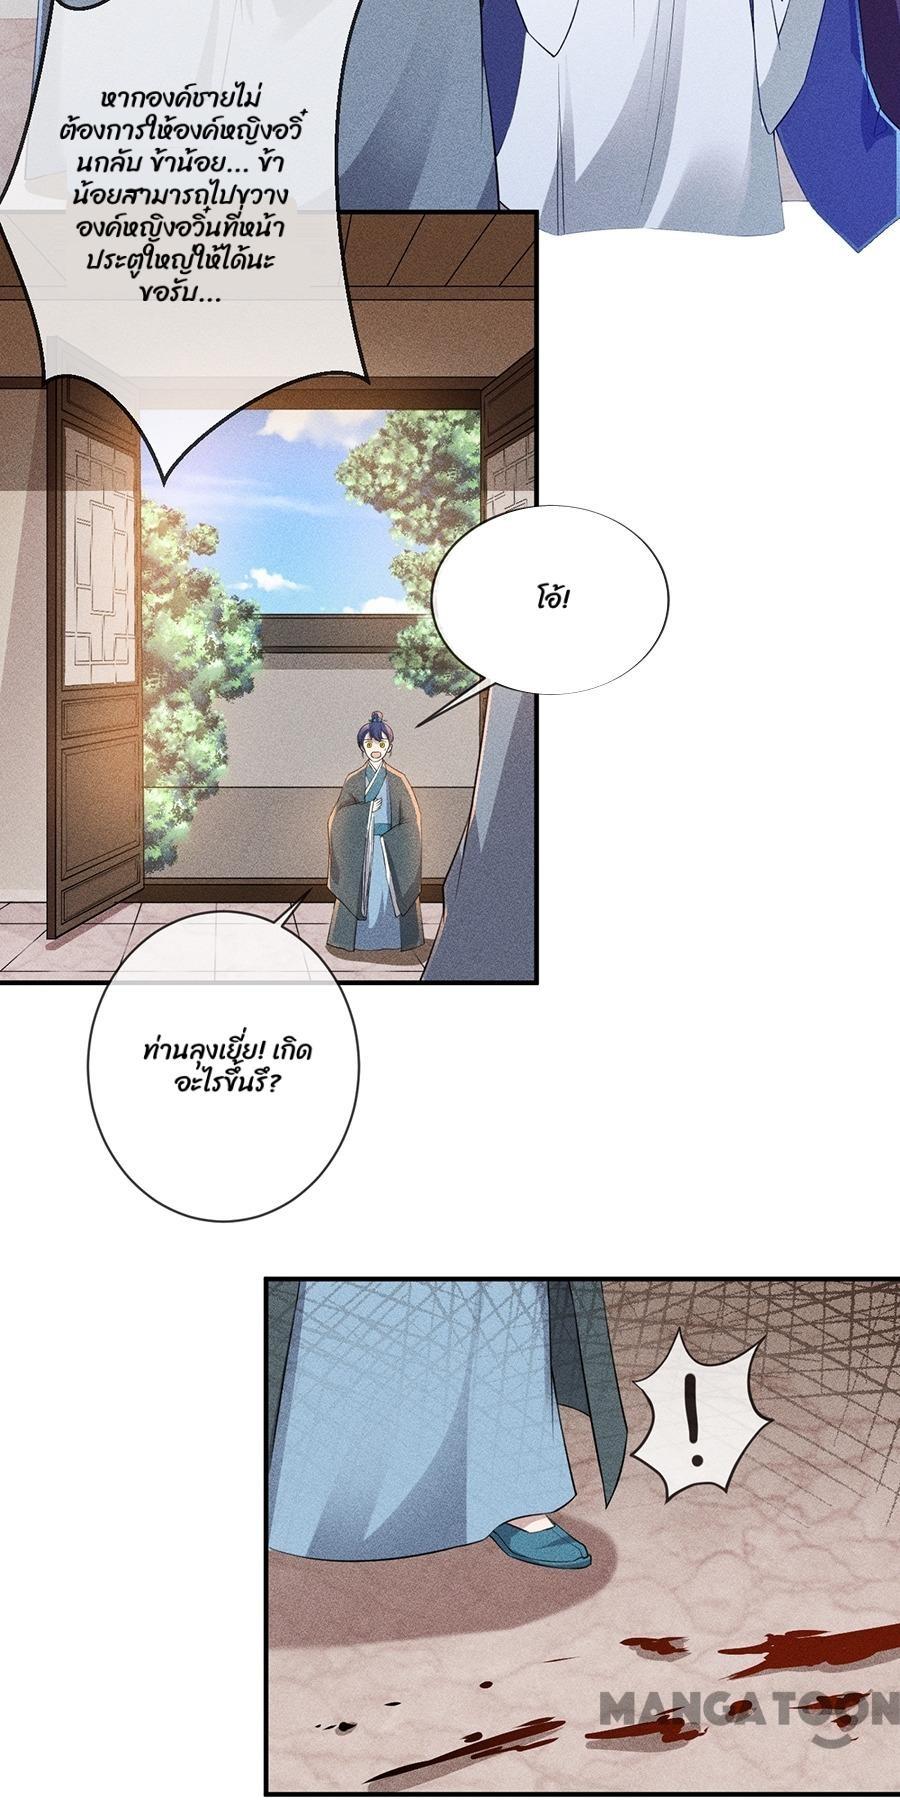 หากองค์ชายไม่
ต้องการให้องค์หญิงอวิ๋
นกลับ ข้าน้อย... ข้า
น้อยสามารถไปขวาง
องค์หญิงอวิ๋นที่หน้า
ประตูใหญ่ให้ได้นะ
ขอรับ...
โอ้!
ท่านลุงเยี่ย! เกิด
อะไรขึ้นรึ?
!
MANGATOON